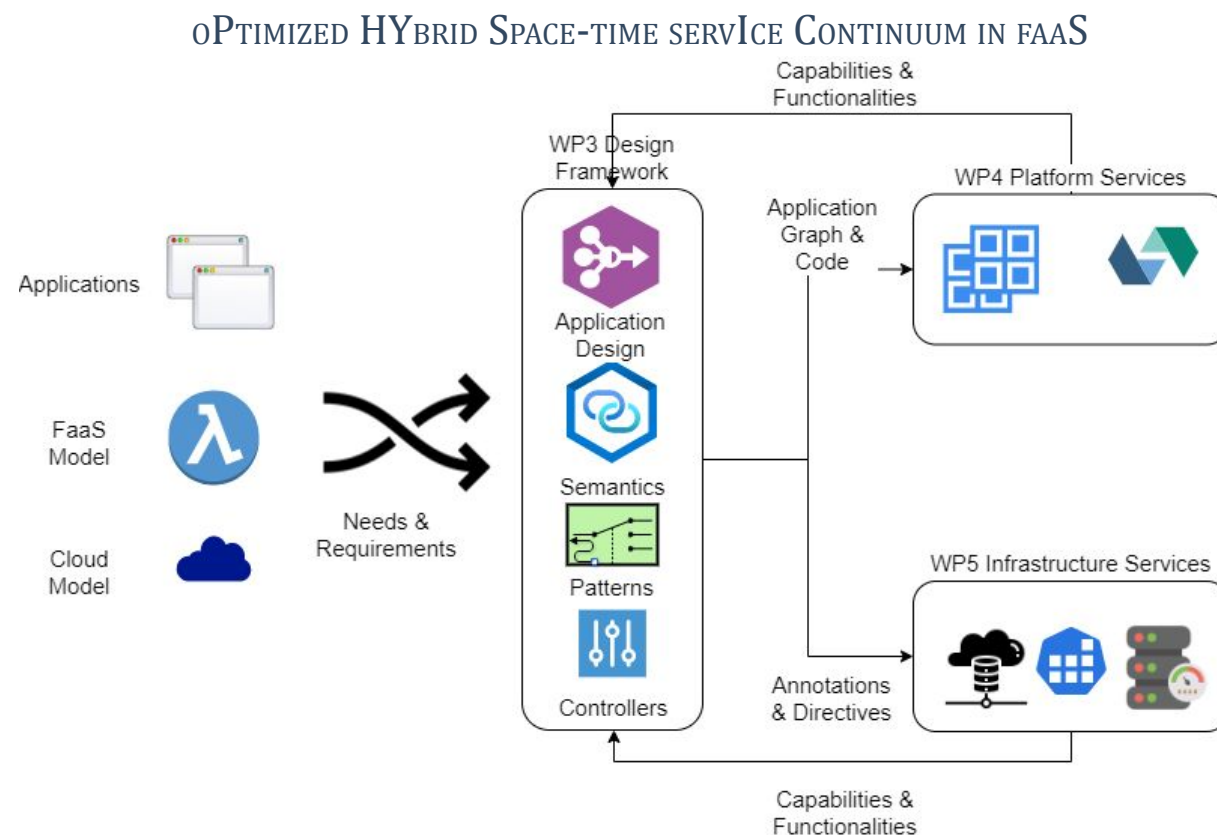 oPtimized HYbrid Space-time servIce Continuum in faaS
Capabilities &
Functionalities
WP3 Design
Framework
WP4 Platform Services
Application
Graph &
Code
Applications
Application
Design
FaaS
Model
Semantics
Needs &
Requirements
Cloud
Model
WP5 Infrastructure Services
Patterns
Annotations
& Directives
Controllers
Capabilities &
Functionalities